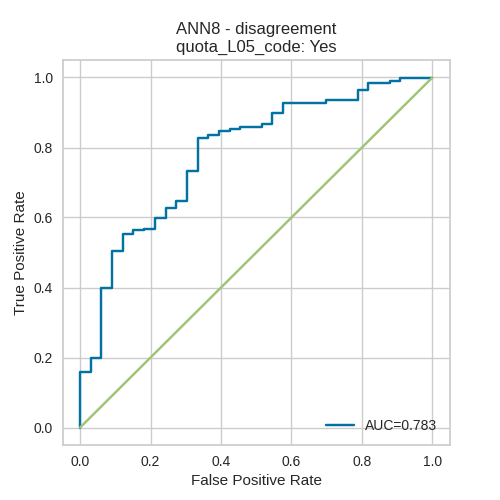 ANN8 - disagreement
quota_L05_code: Yes
True Positive Rate
1.0
0.8
0.6
0.4
0.2
0.0
AUC=0.783
0.0 0.2 0.4 0.6 0.8 1.0
False Positive Rate